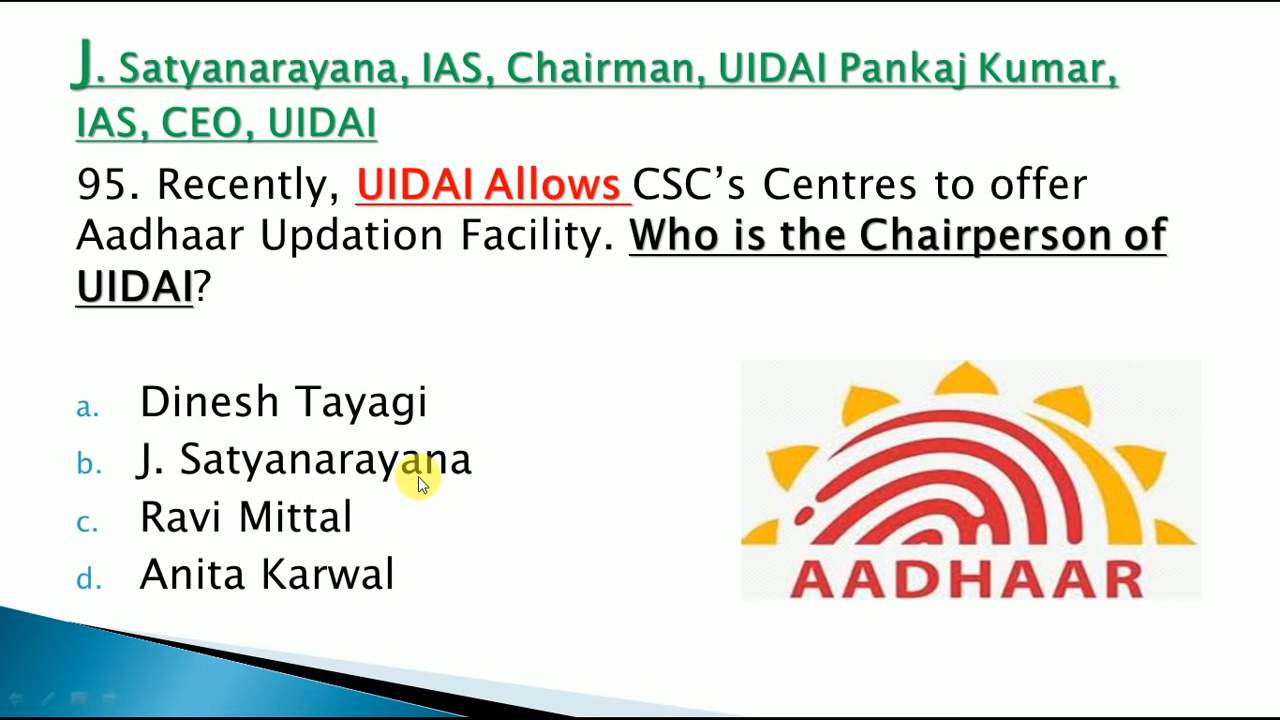 J. Satyanarayana, IAS, Chairman, UIDAI Pankaj Kumar,
IAS, CEO, UIDAI
95. Recently, UIDAI Allows CSC’s Centres to offer
Aadhaar Updation Facility. Who is the Chairperson of
UIDAI?
a. Dinesh Tayagi
b. J. Satyanarayana
c. Ravi Mittal
d. Anita Karwal
AADHAAR